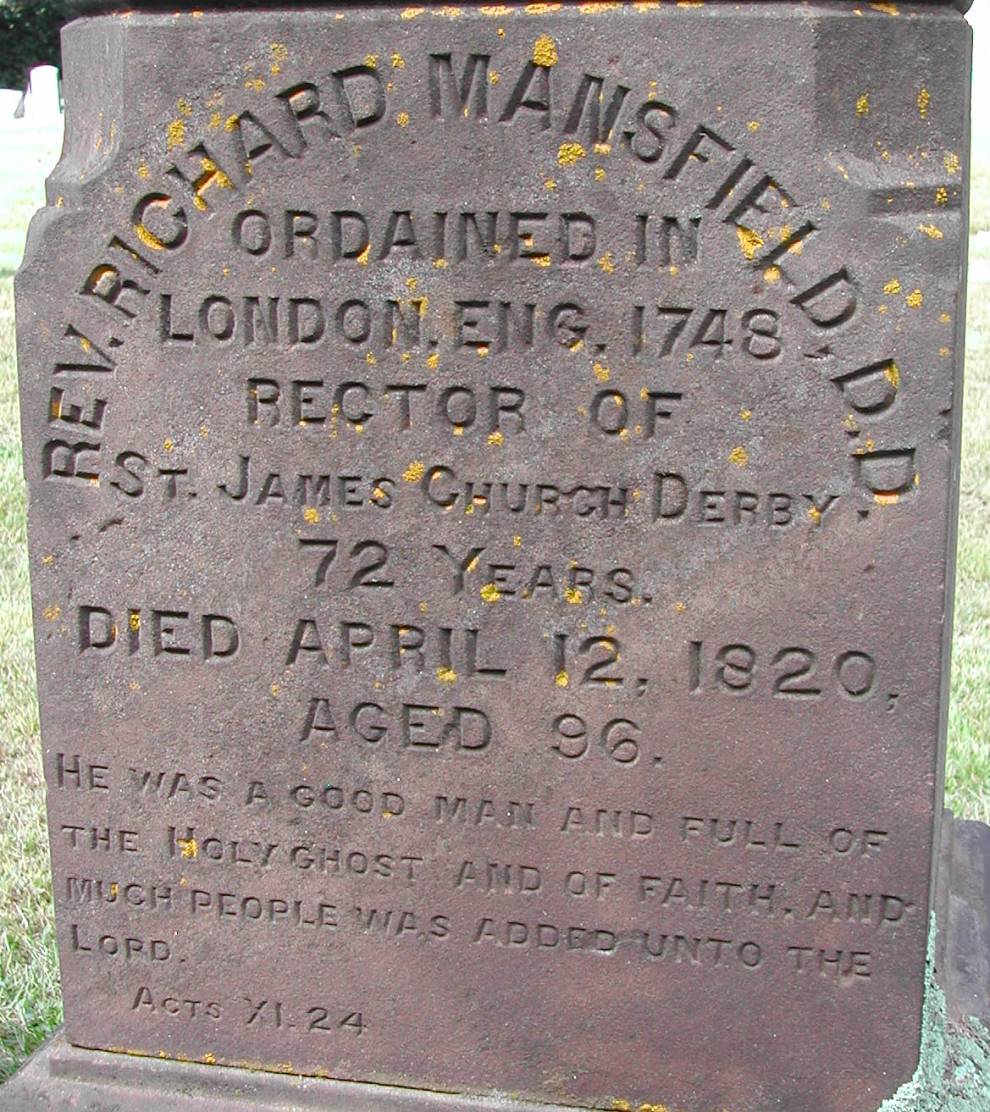 REV. RICHARD MANSFIELD, D.D.
ORDAINED IN
LONDON, ENG. 1748
RECTOR OF
ST. JAMES CHURCH DERBY
72 YEARS.
DIED APRIL 12, 1820,
AGED 96.
HE WAS A GOOD MAN AND FULL OF
THE HOLY GHOST AND OF FAITH, AND
MUCH PEOPLE WAS ADDED UNTO THE
LORD.
ACTS XI. 24